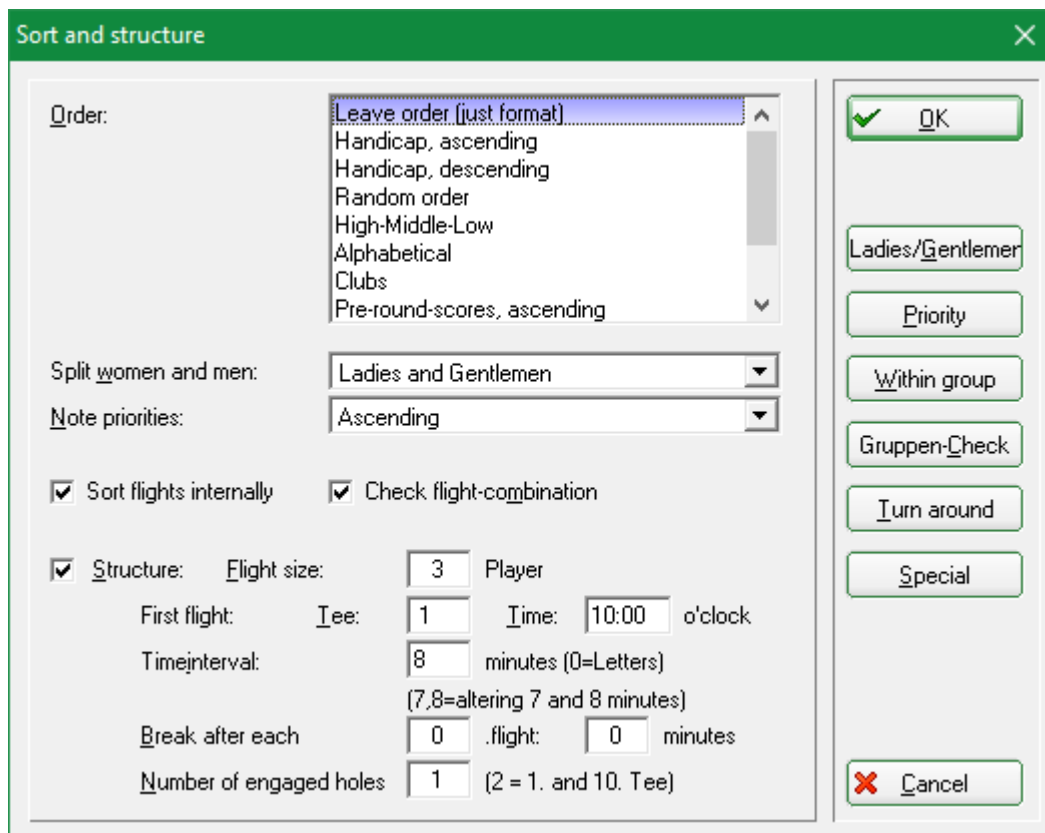 Sort and structure
Order:
Leave order (just format)
Handicap, ascending
Handicap, descending
Random order
High-Middle-Low
Alphabetical
Clubs
Pre-round-scores, ascending
Split women and men: Ladies and Gentlemen
Note priorities: Ascending
Sort flights internally Check flight-combination
Structure: Flight size: 3 Player
First flight: Tee: 1 Time: 10:00 o'clock
Timeinterval: 8 minutes (0=Letters)
(7,8=altering 7 and 8 minutes)
Break after each 0 .flight: 0 minutes
Number of engaged holes 1 (2 = 1. and 10. Tee)
OK
Ladies/Gentlemen
Priority
Within group
Gruppen-Check
Turn around
Special
Cancel